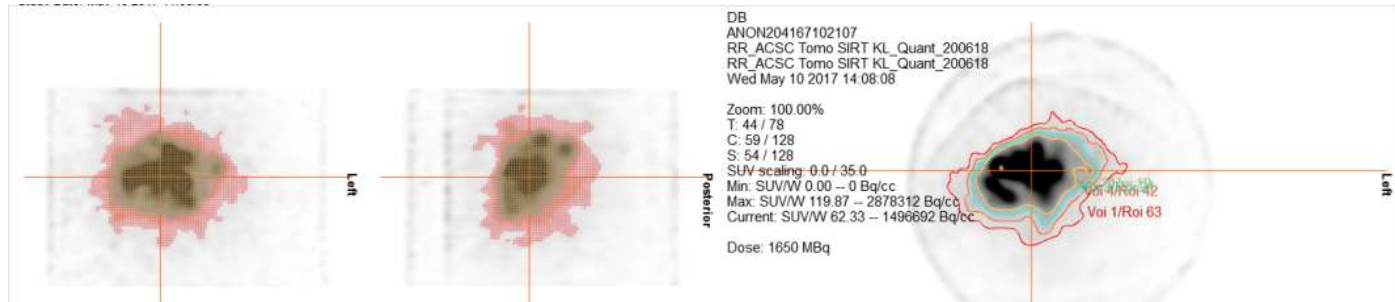 Left
Posterior
DB
ANON204167102107
RR_ACSC Tomo SIRT KL_Quant_200618
RR_ACSC Tomo SIRT KL_Quant_200618
Wed May 10 2017 14:08:08
Zoom: 100.00%
T: 44 / 78
C: 59 / 128
S: 54 / 128
SUV scaling: 0.0 / 35.0
Min: SUV/W 0.00 -- 0 Bq/cc
Max: SUV/W 119.87 -- 2878312 Bq/cc
Current: SUV/W 62.33 -- 1496692 Bq/cc
Dose: 1650 MBq
Voi 4/Roi 42
Voi 1/Roi 63
Left